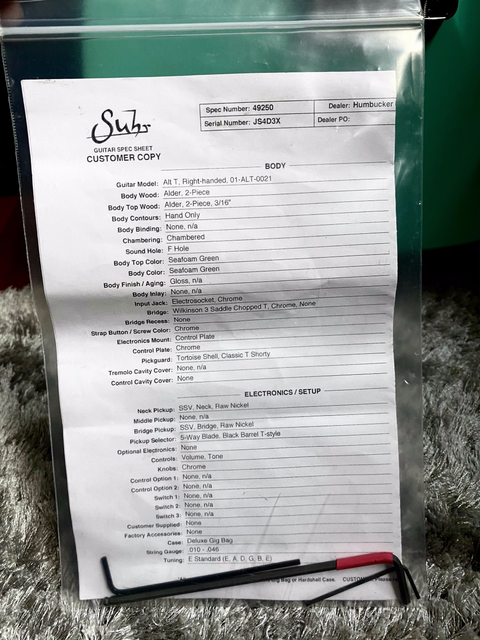 Suhr
GUITAR SPEC SHEET
CUSTOMER COPY
Spec Number: 49250 Dealer: Humbucker
Serial Number: JS4D3X Dealer PO:
BODY
Guitar Model: Alt T, Right-handed, 01-ALT-0021
Body Wood: Alder, 2-Piece
Body Top Wood: Alder, 2-Piece, 3/16"
Body Contours: Hand Only
Body Binding: None, n/a
Chambering: Chambered
Sound Hole: F Hole
Body Top Color: Seafoam Green
Body Color: Seafoam Green
Body Finish / Aging: Gloss, n/a
Body Inlay: None, n/a
Input Jack: Electrosocket, Chrome
Bridge: Wilkinson 3 Saddle Chopped T, Chrome, None
Bridge Recess: None
Strap Button / Screw Color: Chrome
Electronics Mount: Control Plate
Control Plate: Chrome
Pickguard: Tortoise Shell, Classic T Shorty
Tremolo Cavity Cover: None, n/a
Control Cavity Cover: None
ELECTRONICS / SETUP
Neck Pickup: SSV, Neck, Raw Nickel
Middle Pickup: None, n/a
Bridge Pickup: SSV, Bridge, Raw Nickel
Pickup Selector: 5-Way Blade, Black Barrel T-style
Optional Electronics: None
Controls: Volume, Tone
Knobs: Chrome
Control Option 1: None, n/a
Control Option 2: None, n/a
Switch 1: None, n/a
Switch 2: None, n/a
Switch 3: None, n/a
Customer Supplied: None
Factory Accessories: None
Case: Deluxe Gig Bag
String Gauge: .010 - .046
Tuning: E Standard (E, A, D, G, B, E)
Gig Bag or Hardshell Case.